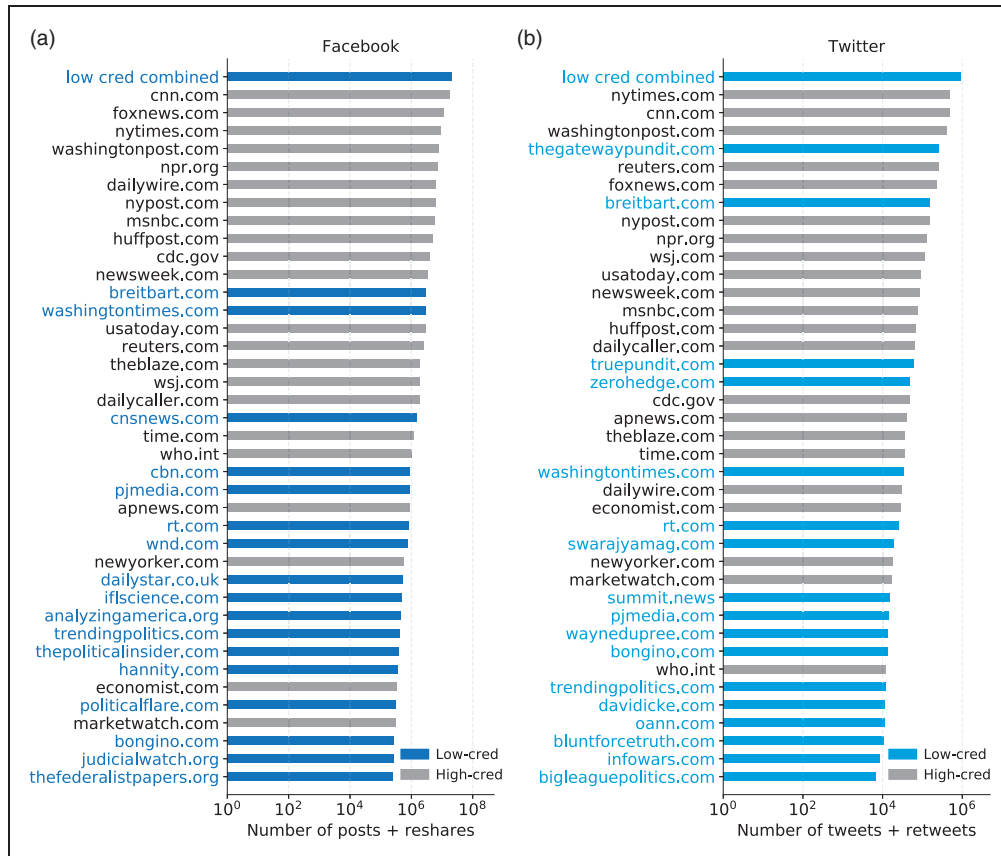 (a)
Facebook
low cred combined
cnn.com
foxnews.com
nytimes.com
washingtonpost.com
npr.org
dailywire.com
nypost.com
msnbc.com
huffpost.com
cdc.gov
newsweek.com
breitbart.com
washingtontimes.com
usatoday.com
reuters.com
theblaze.com
wsj.com
dailycaller.com
cnsnews.com
time.com
who.int
cbn.com
pjmedia.com
apnews.com
rt.com
wnd.com
newyorker.com
dailystar.co.uk
iflscience.com
analyzingamerica.org
trendingpolitics.com
thepoliticalinsider.com
hannity.com
economist.com
politicalflare.com
marketwatch.com
bongino.com
judicialwatch.org
thefederalistpapers.org
Low-cred
High-cred
10⁰ 10² 10⁴ 10⁶ 10⁸
Number of posts + reshares
(b)
Twitter
low cred combined
nytimes.com
cnn.com
washingtonpost.com
thegatewaypundit.com
reuters.com
foxnews.com
breitbart.com
nypost.com
npr.org
wsj.com
usatoday.com
newsweek.com
msnbc.com
huffpost.com
dailycaller.com
truepundit.com
zerohedge.com
cdc.gov
apnews.com
theblaze.com
time.com
washingtontimes.com
dailywire.com
economist.com
rt.com
swarajyamag.com
newyorker.com
marketwatch.com
summit.news
pjmedia.com
waynedupree.com
bongino.com
who.int
trendingpolitics.com
davidicke.com
oann.com
bluntforcetruth.com
infowars.com
bigleaguepolitics.com
Low-cred
High-cred
10⁰ 10² 10⁴ 10⁶
Number of tweets + retweets